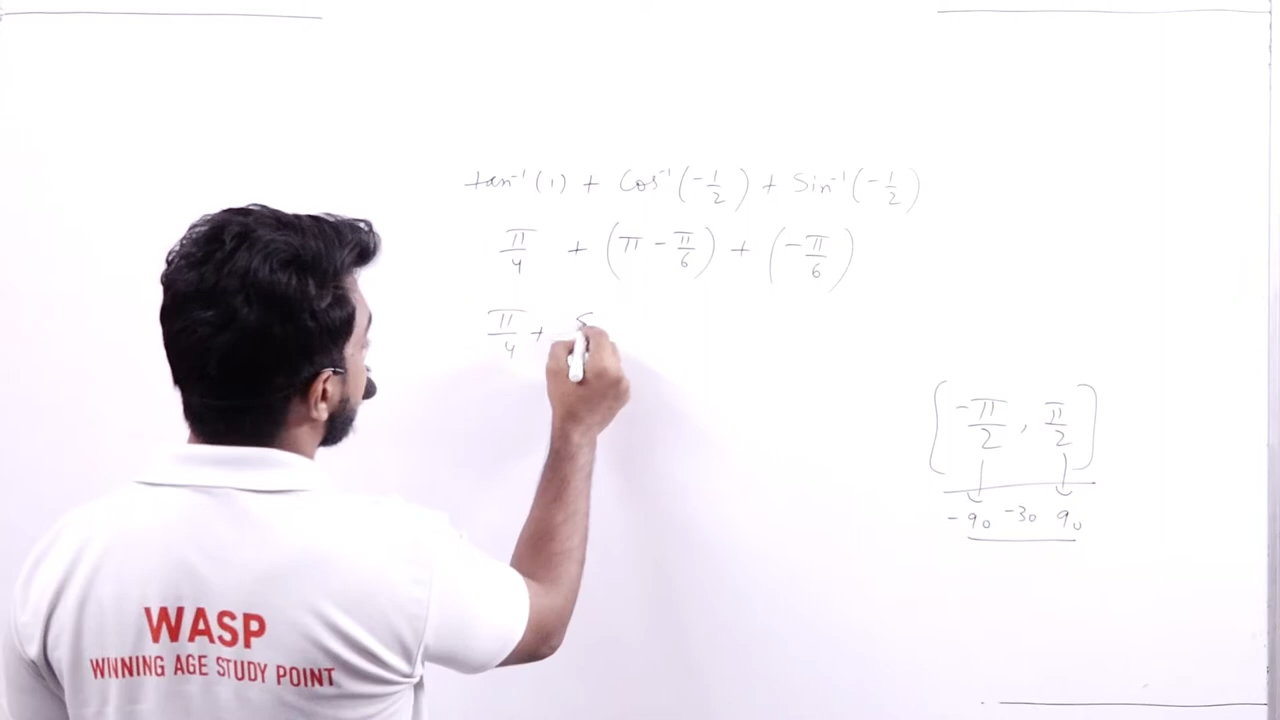 tan⁻¹(1) + Cos⁻¹(-1/2) + Sin⁻¹(-1/2)
π/4 + (π - π/6) + (-π/6)
π/4 + 5
[-π/2, π/2]
-90 -30 90
WASP
WINNING AGE STUDY POINT